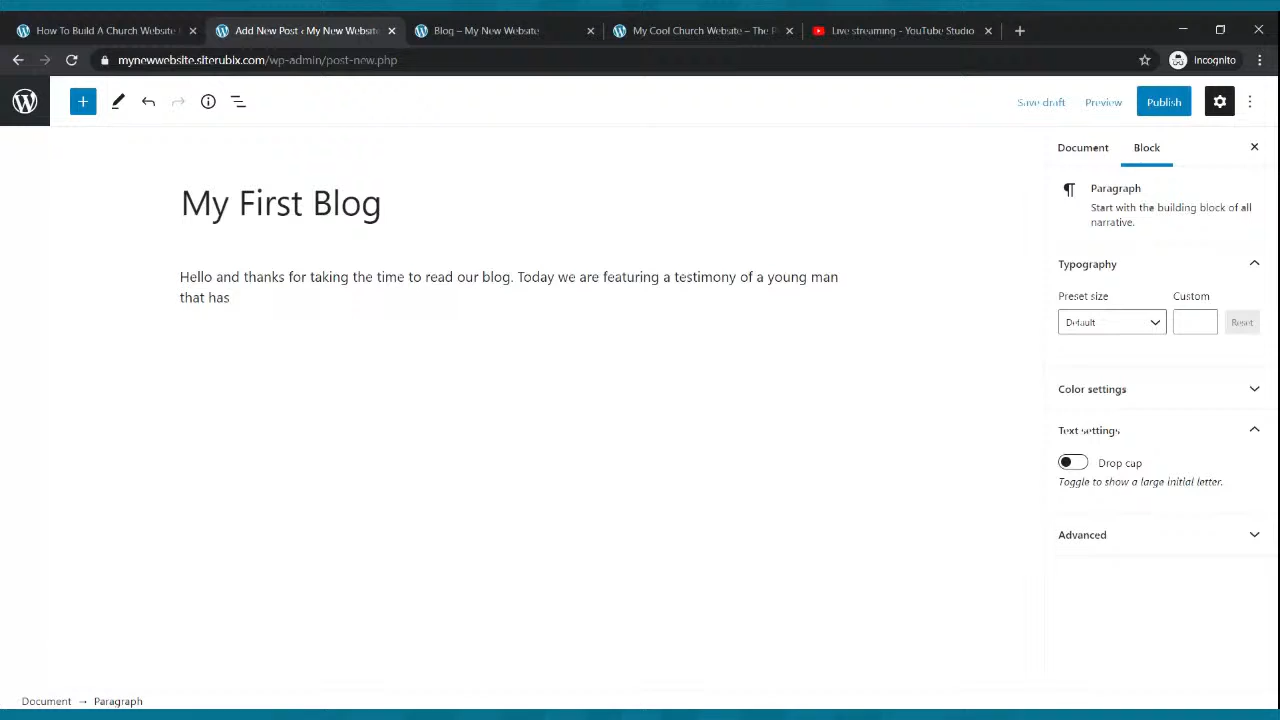 How To Build A Church Website
Add New Post ‹ My New Website
Blog – My New Website
My Cool Church Website – The P
Live streaming - YouTube Studio
mynewwebsite.siterubix.com/wp-admin/post-new.php
Incognito
Save draft
Preview
Publish
Document
Block
Paragraph
Start with the building block of all
narrative.
My First Blog
Hello and thanks for taking the time to read our blog. Today we are featuring a testimony of a young man
that has
Typography
Preset size
Custom
Default
Reset
Color settings
Text settings
Drop cap
Toggle to show a large initial letter.
Advanced
Document → Paragraph